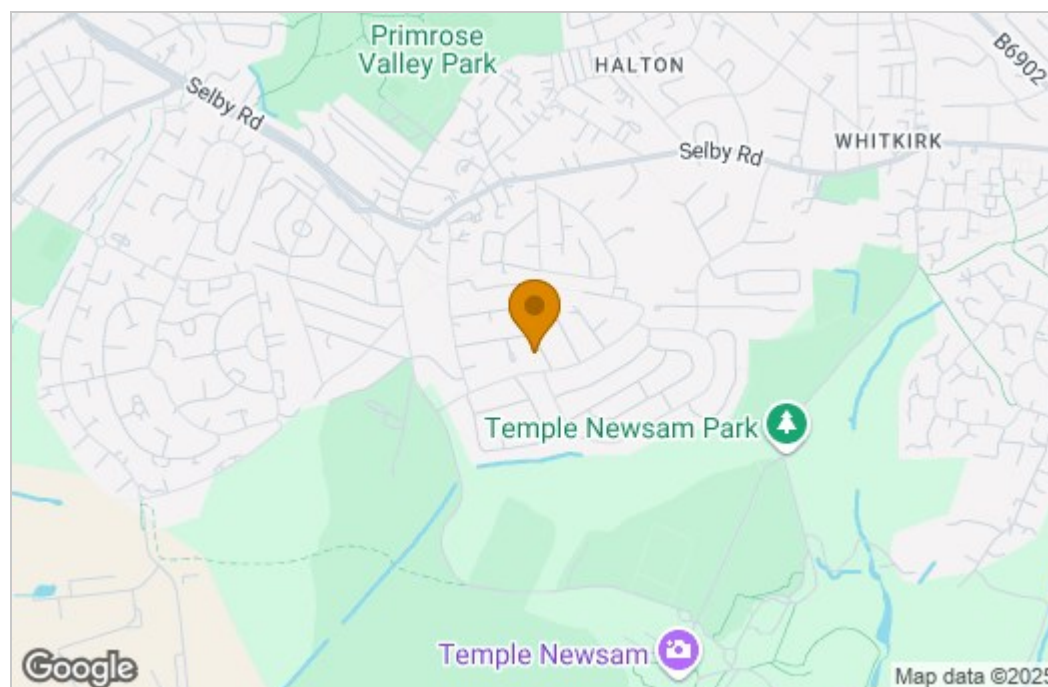 Primrose
Valley Park
HALTON
B6902
Selby Rd
Selby Rd
WHITKIRK
Temple Newsam Park
Temple Newsam
Google
Map data ©2025